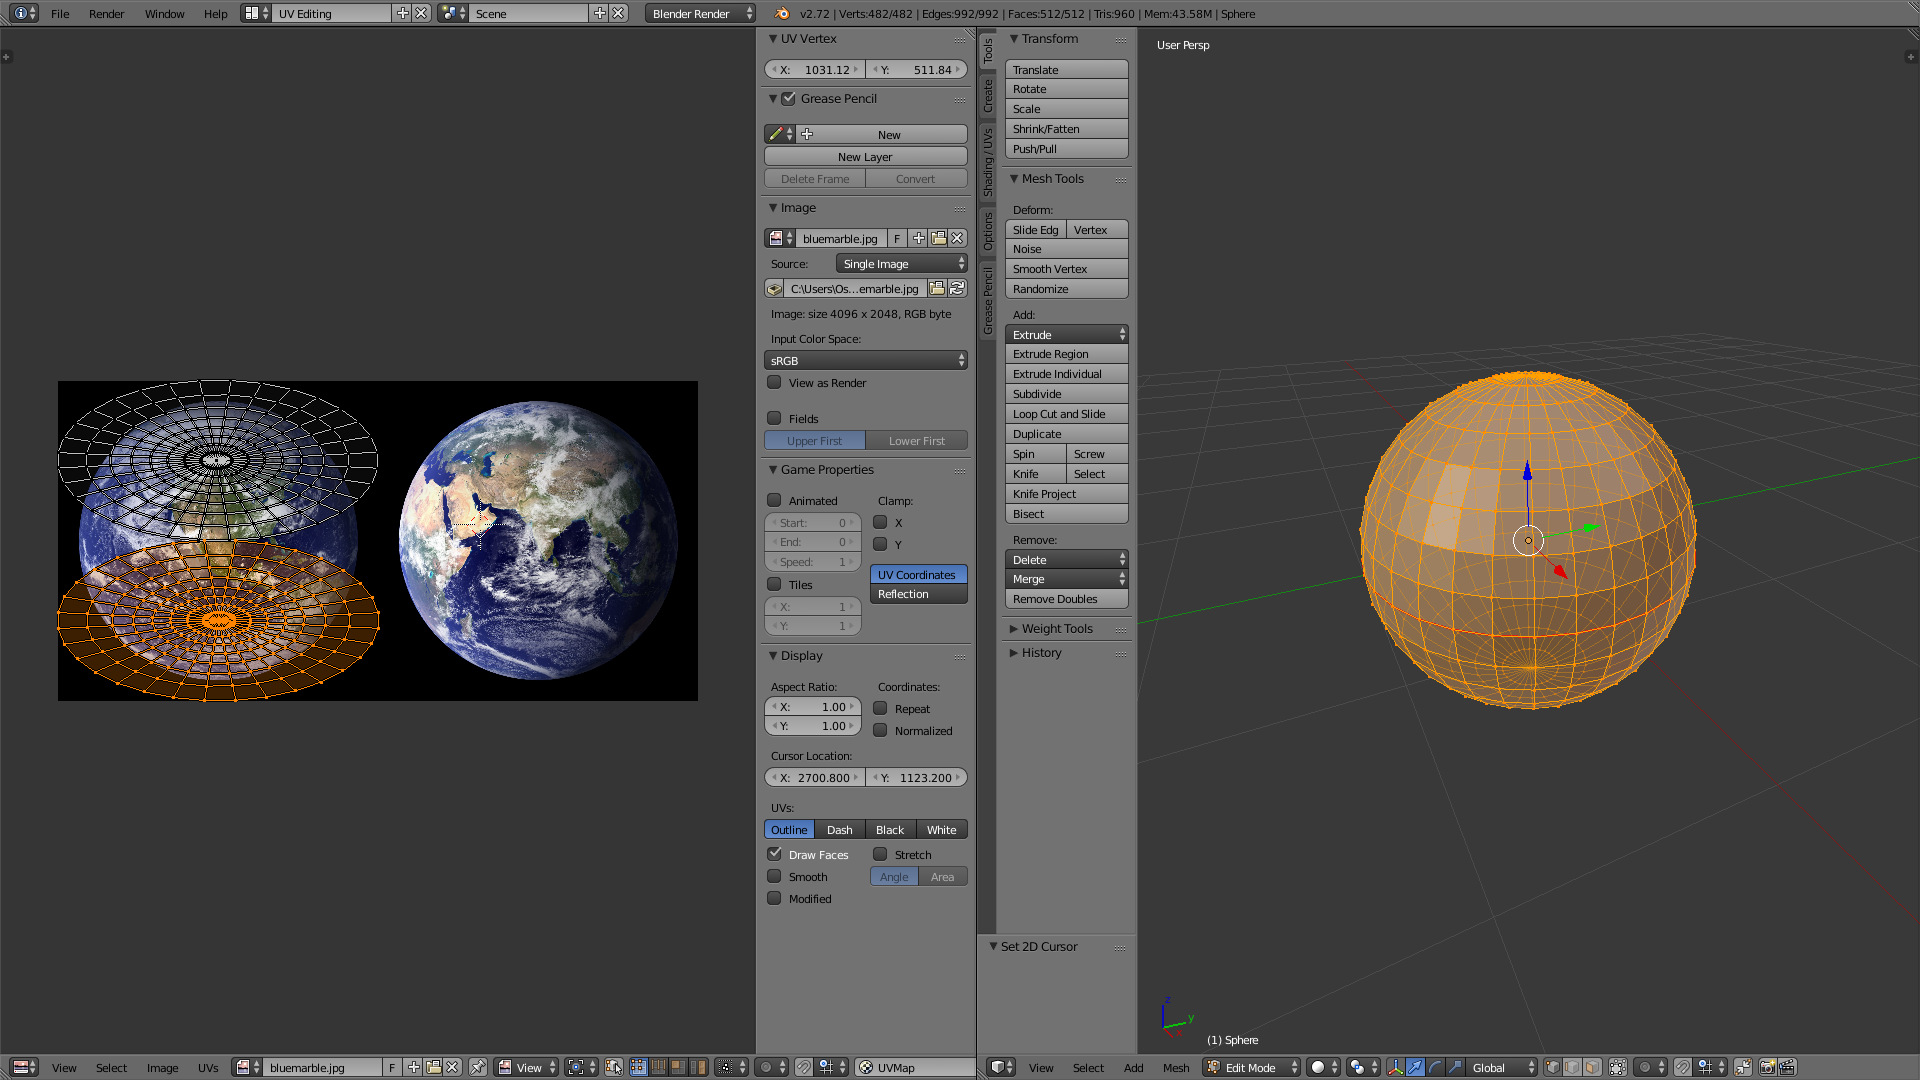 File Render Window Help UV Editing Scene Blender Render v2.72 | Verts:482/482 | Edges:992/992 | Faces:512/512 | Tris:960 | Mem:43.58M | Sphere
UV Vertex
X: 1031.12 Y: 511.84
Grease Pencil
New
New Layer
Delete Frame Convert
Image
bluemarble.jpg F
Source: Single Image
C:\Users\Os...emarble.jpg
Image: size 4096 x 2048, RGB byte
Input Color Space:
sRGB
View as Render
Fields
Upper First Lower First
Game Properties
Animated Clamp:
Start: 0 X
End: 0 Y
Speed: 1
UV Coordinates
Tiles
Reflection
X: 1
Y: 1
Display
Aspect Ratio: Coordinates:
X: 1.00 Repeat
Y: 1.00 Normalized
Cursor Location:
X: 2700.800 Y: 1123.200
UVs:
Outline Dash Black White
Draw Faces Stretch
Smooth Angle Area
Modified
Tools
Create
Shading / UVs
Options
Grease Pencil
Transform
Translate
Rotate
Scale
Shrink/Fatten
Push/Pull
Mesh Tools
Deform:
Slide Edg Vertex
Noise
Smooth Vertex
Randomize
Add:
Extrude
Extrude Region
Extrude Individual
Subdivide
Loop Cut and Slide
Duplicate
Spin Screw
Knife Select
Knife Project
Bisect
Remove:
Delete
Merge
Remove Doubles
Weight Tools
History
Set 2D Cursor
User Persp
z
y
x
(1) Sphere
View Select Image UVs bluemarble.jpg F View UVMap
View Select Add Mesh Edit Mode Global